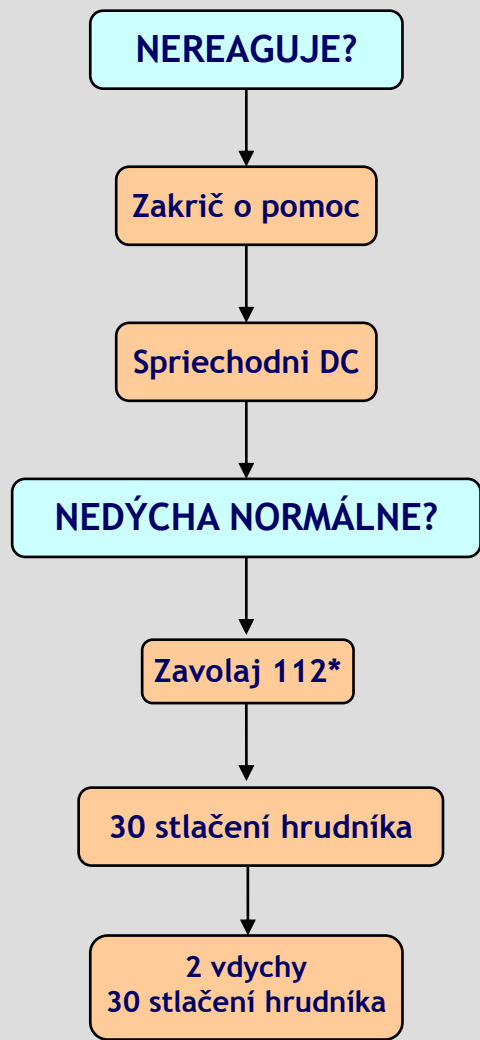 NEREAGUJE?
Zakrič o pomoc
Spriechodni DC
NEDÝCHA NORMÁLNE?
Zavolaj 112*
30 stlačení hrudníka
2 vdychy
30 stlačení hrudníka